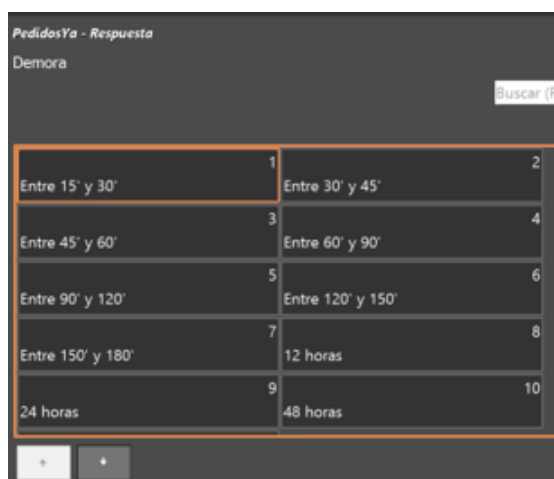 PedidosYa - Respuesta
Demora
Buscar (F
1
Entre 15' y 30'
2
Entre 30' y 45'
3
Entre 45' y 60'
4
Entre 60' y 90'
5
Entre 90' y 120'
6
Entre 120' y 150'
7
Entre 150' y 180'
8
12 horas
9
24 horas
10
48 horas